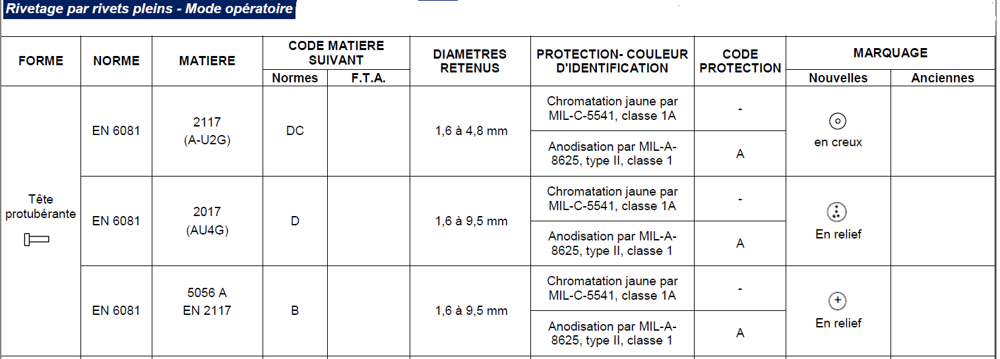 Rivetage par rivets pleins - Mode opératoire
FORME
NORME
MATIERE
CODE MATIERE
SUIVANT
Normes
F.T.A.
DIAMETRES
RETENUS
PROTECTION- COULEUR
D'IDENTIFICATION
CODE
PROTECTION
MARQUAGE
Nouvelles
Anciennes
Tête
protubérante
EN 6081
2117
(A-U2G)
DC
1,6 à 4,8 mm
Chromatation jaune par
MIL-C-5541, classe 1A
-
Anodisation par MIL-A-
8625, type II, classe 1
A
en creux
EN 6081
2017
(AU4G)
D
1,6 à 9,5 mm
Chromatation jaune par
MIL-C-5541, classe 1A
-
Anodisation par MIL-A-
8625, type II, classe 1
A
En relief
EN 6081
5056 A
EN 2117
B
1,6 à 9,5 mm
Chromatation jaune par
MIL-C-5541, classe 1A
-
Anodisation par MIL-A-
8625, type II, classe 1
A
+
En relief